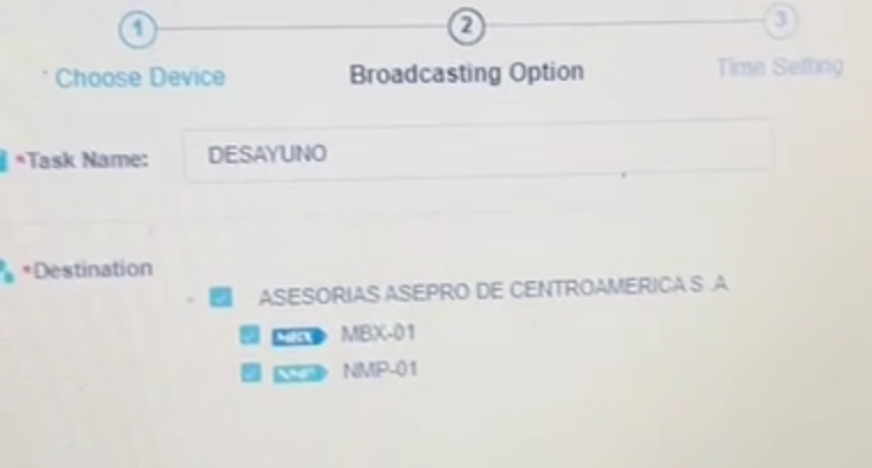 1 2 3
Choose Device Broadcasting Option Time Setting
*Task Name: DESAYUNO
*Destination
- ASESORIAS ASEPRO DE CENTROAMERICA S .A
MBX MBX-01
NMP NMP-01